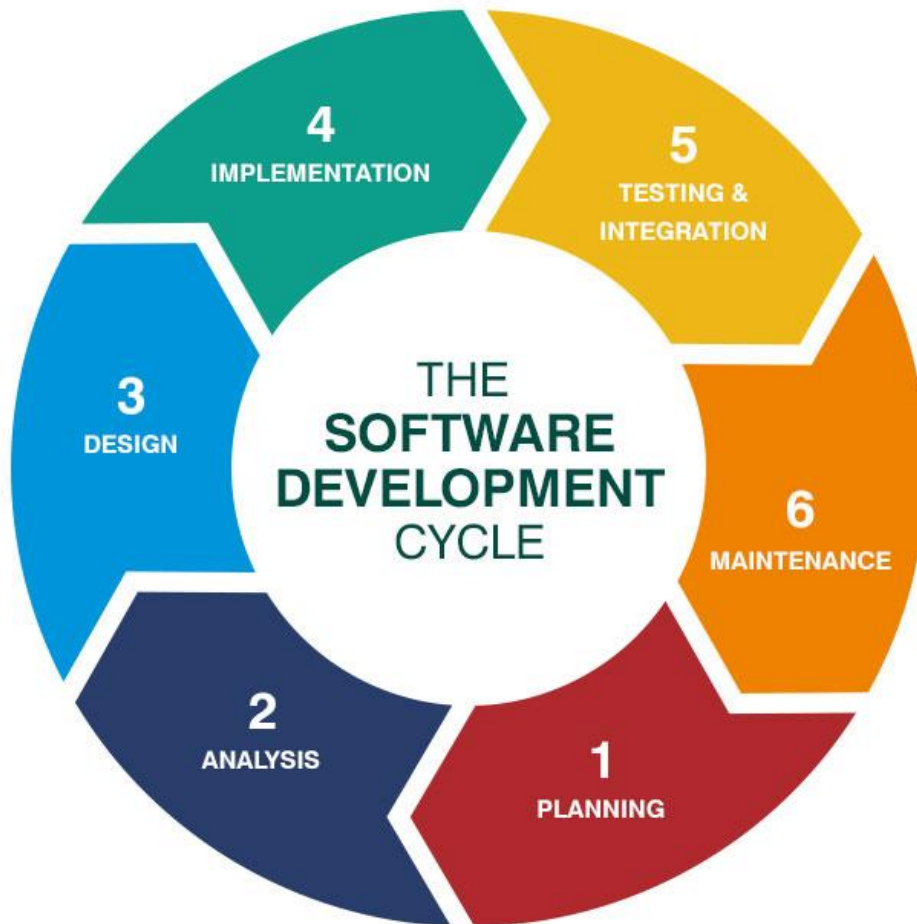 4
IMPLEMENTATION
5
TESTING &
INTEGRATION
3
DESIGN
THE
SOFTWARE
DEVELOPMENT
CYCLE
6
MAINTENANCE
2
ANALYSIS
1
PLANNING